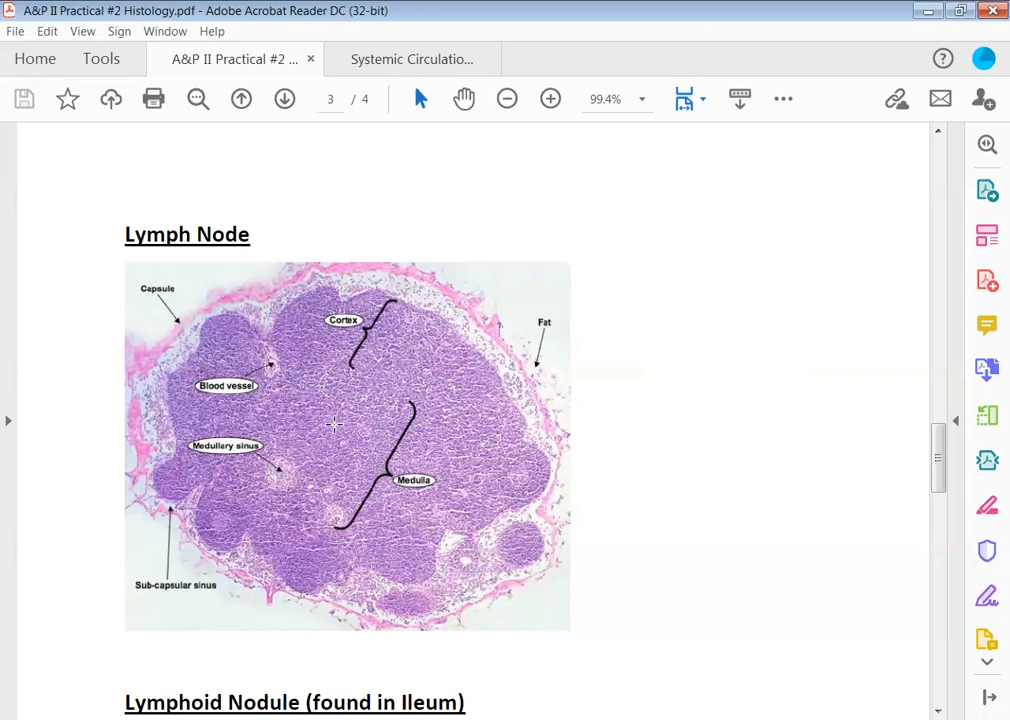 A&P II Practical #2 Histology.pdf - Adobe Acrobat Reader DC (32-bit)
File Edit View Sign Window Help
Home Tools A&P II Practical #2 ... × Systemic Circulatio...
3 / 4 99.4%
Lymph Node
Capsule
Cortex
Fat
Blood vessel
Medullary sinus
Medulla
Sub-capsular sinus
Lymphoid Nodule (found in Ileum)